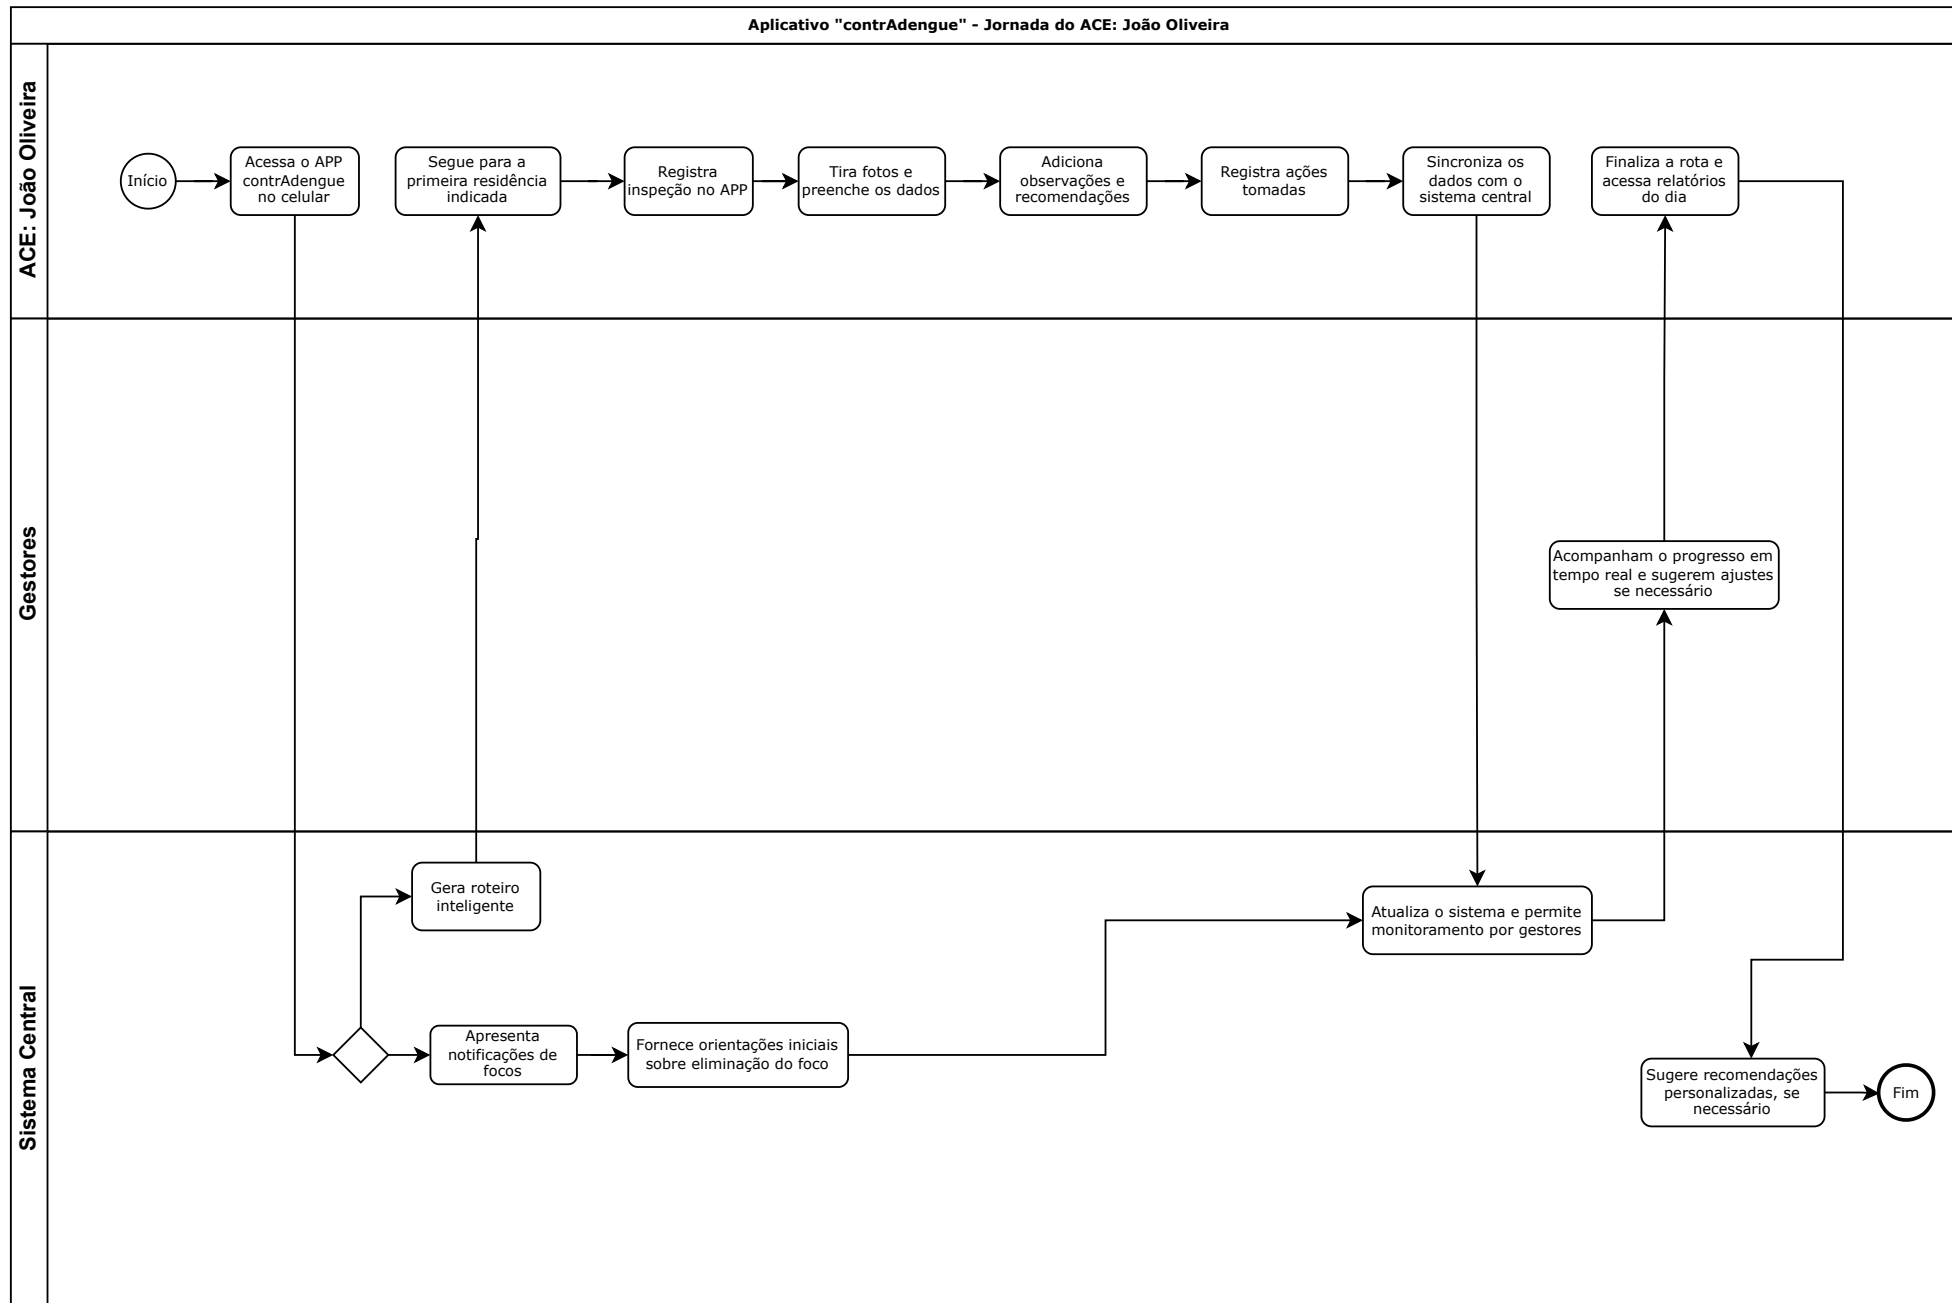 Aplicativo "contrAdengue" - Jornada do ACE: João Oliveira
ACE: João Oliveira
Início
Acessa o APP
contrAdengue
no celular
Segue para a
primeira residência
indicada
Registra
inspeção no APP
Tira fotos e
preenche os dados
Adiciona
observações e
recomendações
Registra ações
tomadas
Sincroniza os
dados com o
sistema central
Finaliza a rota e
acessa relatórios
do dia
Gestores
Acompanham o progresso em
tempo real e sugerem ajustes
se necessário
Sistema Central
Gera roteiro
inteligente
Apresenta
notificações de
focos
Fornece orientações iniciais
sobre eliminação do foco
Atualiza o sistema e permite
monitoramento por gestores
Sugere recomendações
personalizadas, se
necessário
Fim